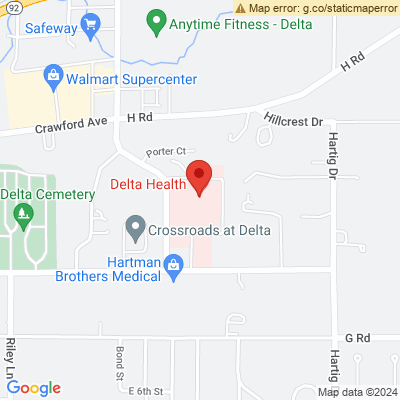 Map error: g.co/staticmaperror
92
Safeway
Anytime Fitness - Delta
H Rd
Walmart Supercenter
H Rd
Crawford Ave
Hillcrest Dr
Hartig Dr
Porter Ct
Delta Health
Delta Cemetery
Crossroads at Delta
Hartman
Brothers Medical
Riley Ln
Bond St
G Rd
Hartig
E 6th St
Google
Map data ©2024